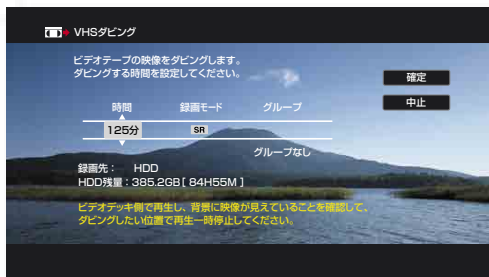 VHSダビング
ビデオテープの映像をダビングします。
ダビングする時間を設定してください。
確定
中止
時間 録画モード グループ
125分 SR
グループなし
録画先： HDD
HDD残量：385.2GB[ 84H55M ]
ビデオデッキ側で再生し、背景に映像が見えていることを確認して、
ダビングしたい位置で再生一時停止してください。